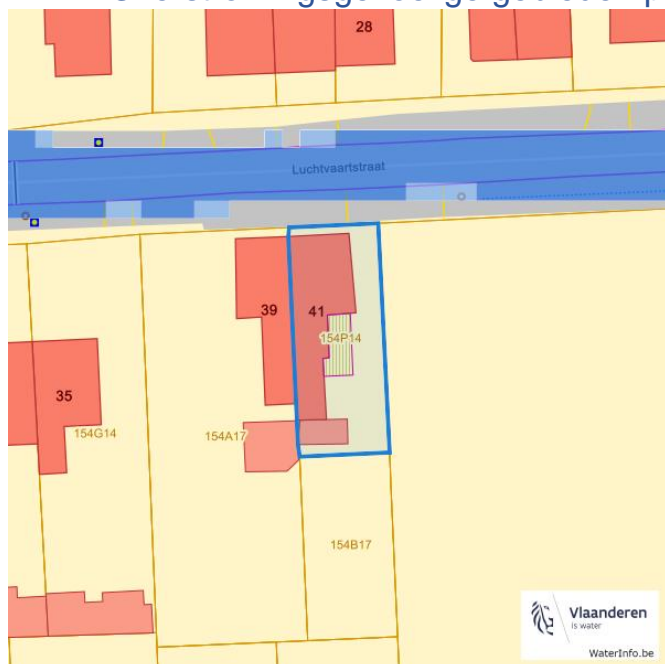 28
Luchtvaartstraat
39
41
154P14
35
154G14
154A17
154B17
Vlaanderen
is water
WaterInfo.be